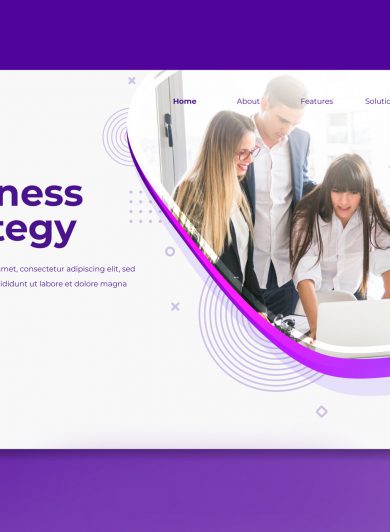 Home About Features Solutio
ness
tegy
met, consectetur adipiscing elit, sed
ididunt ut labore et dolore magna